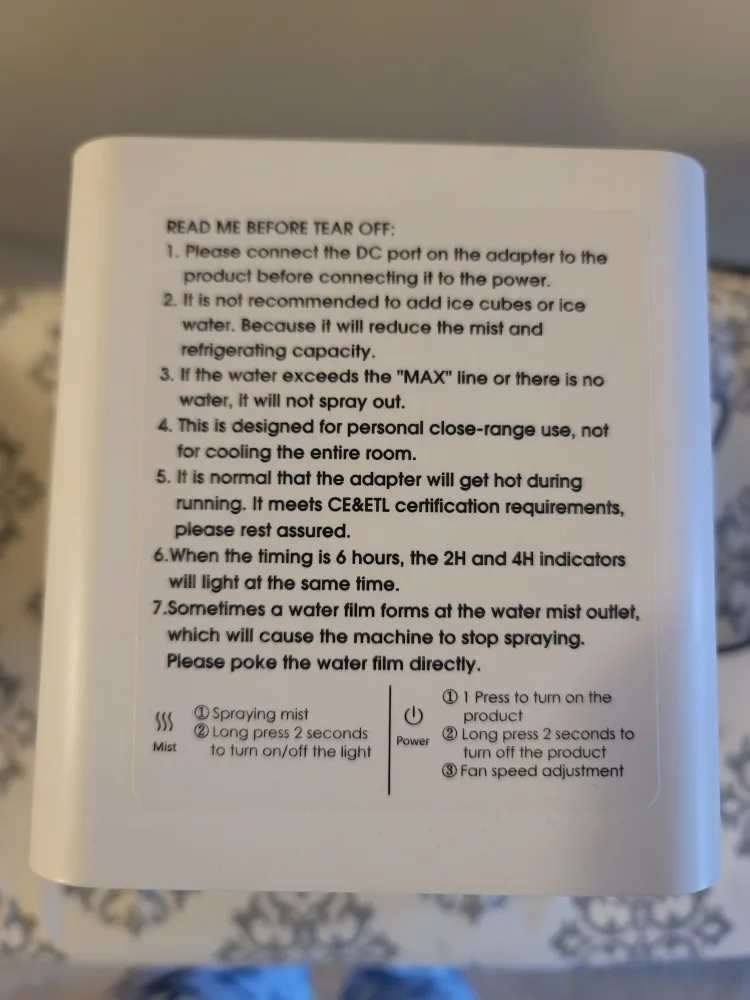 READ ME BEFORE TEAR OFF:
1. Please connect the DC port on the adapter to the
product before connecting it to the power.
2. It is not recommended to add ice cubes or ice
water. Because it will reduce the mist and
refrigerating capacity.
3. If the water exceeds the "MAX" line or there is no
water, it will not spray out.
4. This is designed for personal close-range use, not
for cooling the entire room.
5. It is normal that the adapter will get hot during
running. It meets CE&ETL certification requirements,
please rest assured.
6.When the timing is 6 hours, the 2H and 4H indicators
will light at the same time.
7.Sometimes a water film forms at the water mist outlet,
which will cause the machine to stop spraying.
Please poke the water film directly.
Mist
① Spraying mist
② Long press 2 seconds
to turn on/off the light
Power
① 1 Press to turn on the
product
② Long press 2 seconds to
turn off the product
③ Fan speed adjustment